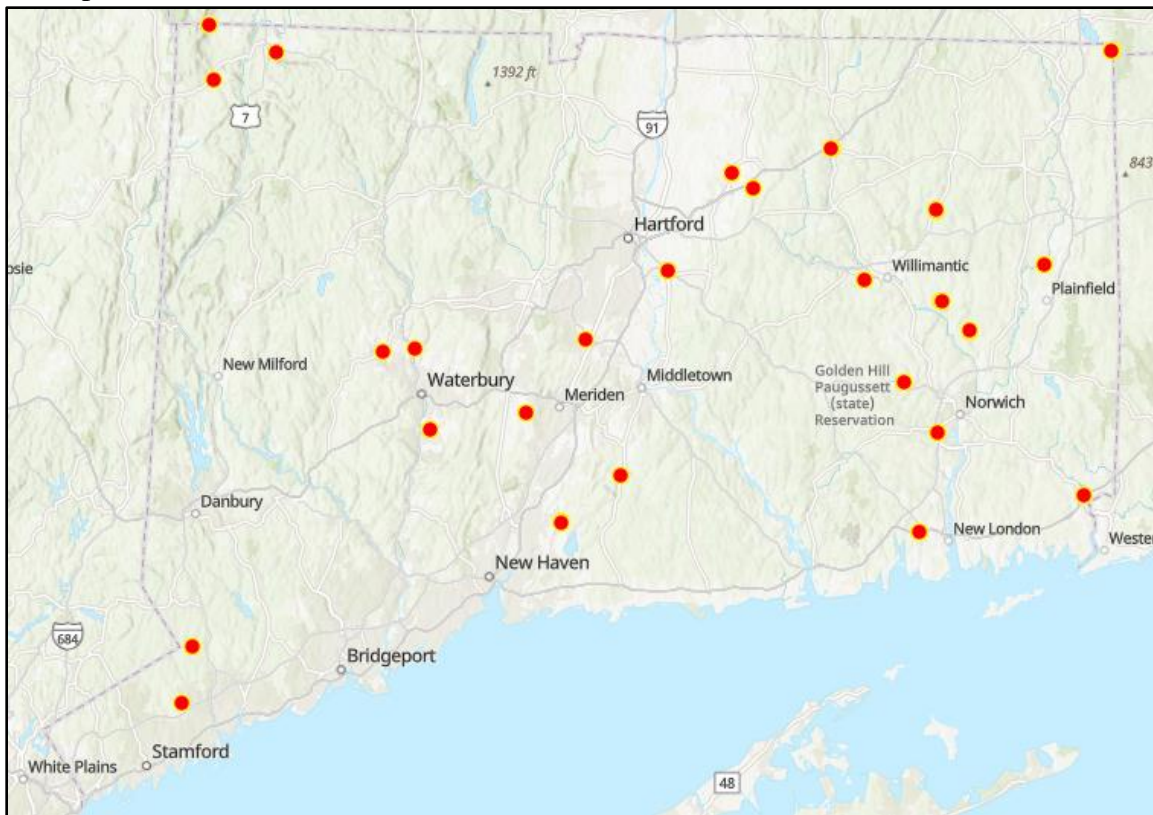 1392 ft
7
91
843
Hartford
osie
Willimantic
Plainfield
New Milford
Waterbury
Meriden
Middletown
Golden Hill
Paugussett
(state)
Reservation
Norwich
Danbury
New London
Wester
New Haven
684
Bridgeport
Stamford
White Plains
48